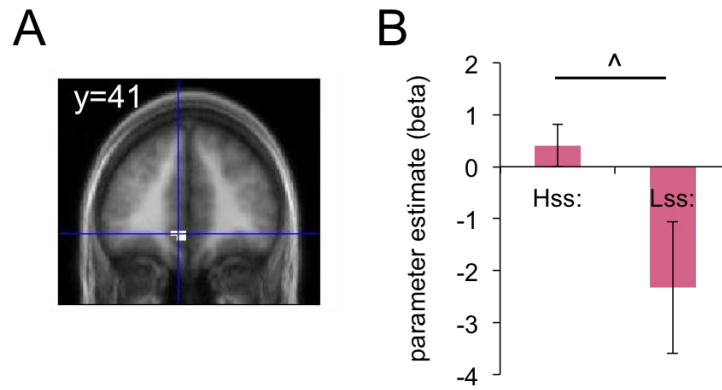 A
y=41
B
^
parameter estimate (beta)
2
1
0
-1
-2
-3
-4
Hss:
Lss: